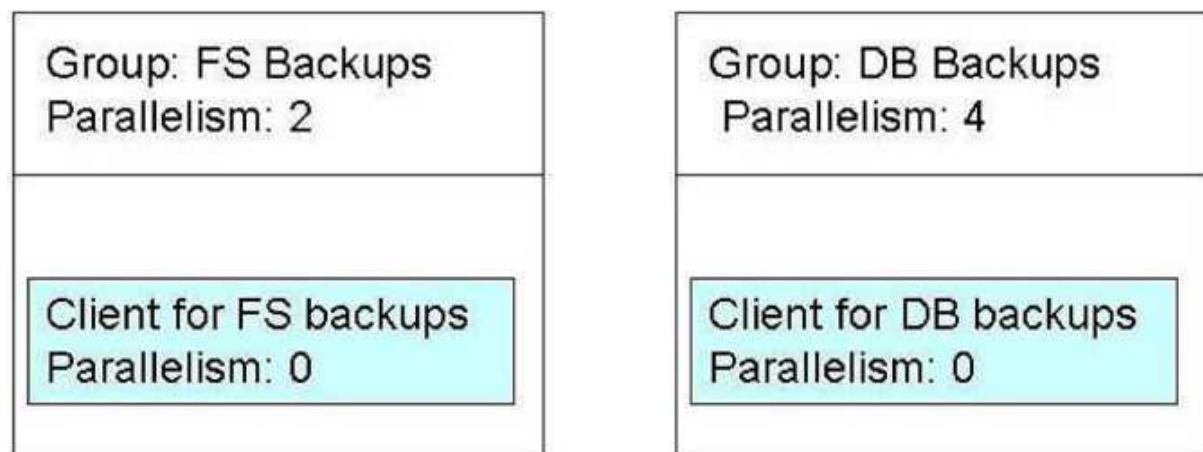 Group: FS Backups
Parallelism: 2
Client for FS backups
Parallelism: 0
Group: DB Backups
Parallelism: 4
Client for DB backups
Parallelism: 0